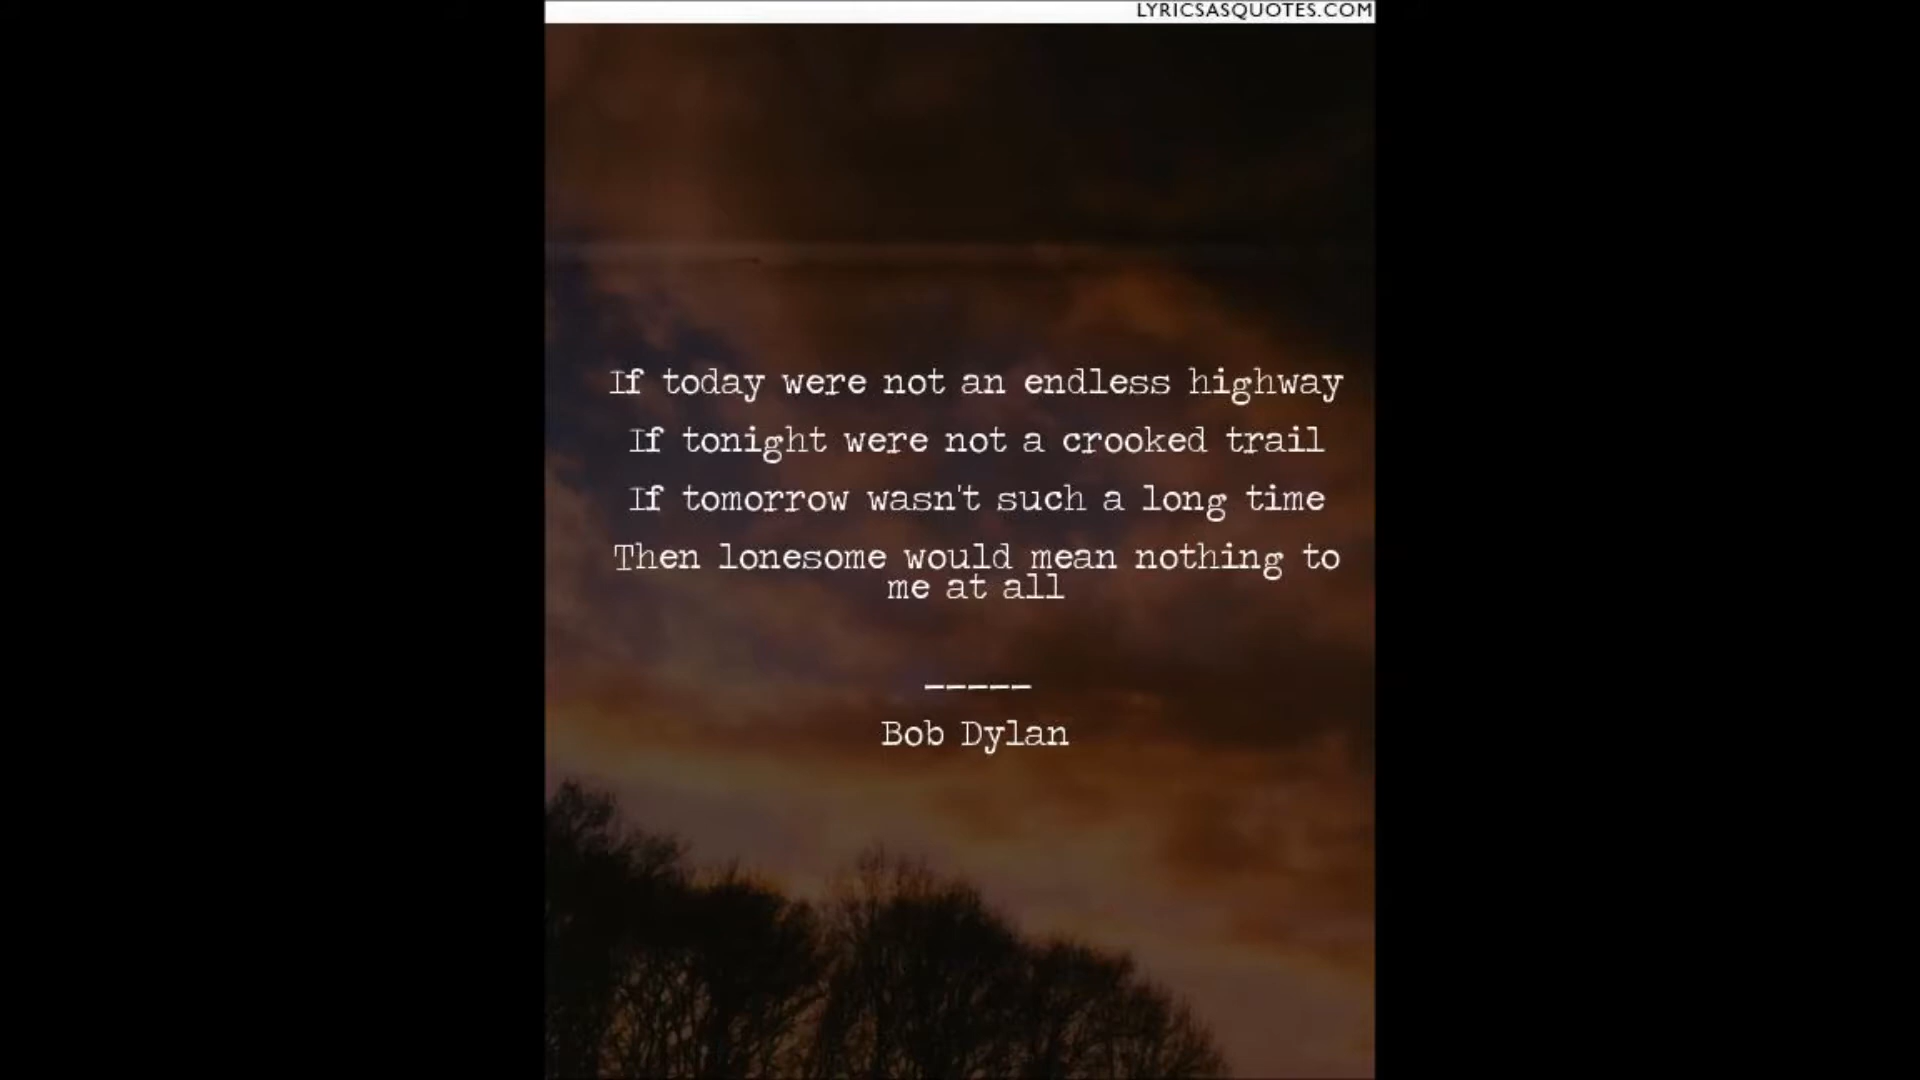 LYRICSASQUOTES.COM
If today were not an endless highway
If tonight were not a crooked trail
If tomorrow wasn't such a long time
Then lonesome would mean nothing to
me at all
-----
Bob Dylan